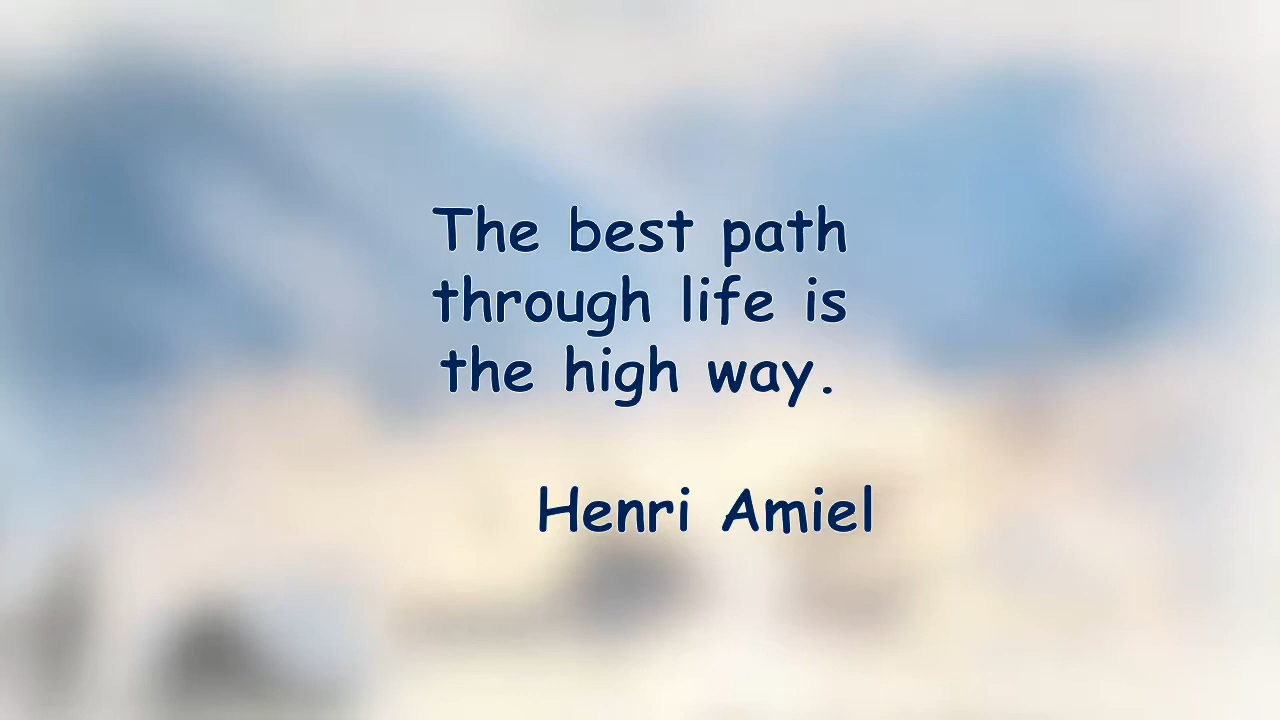 The best path
through life is
the high way.
Henri Amiel